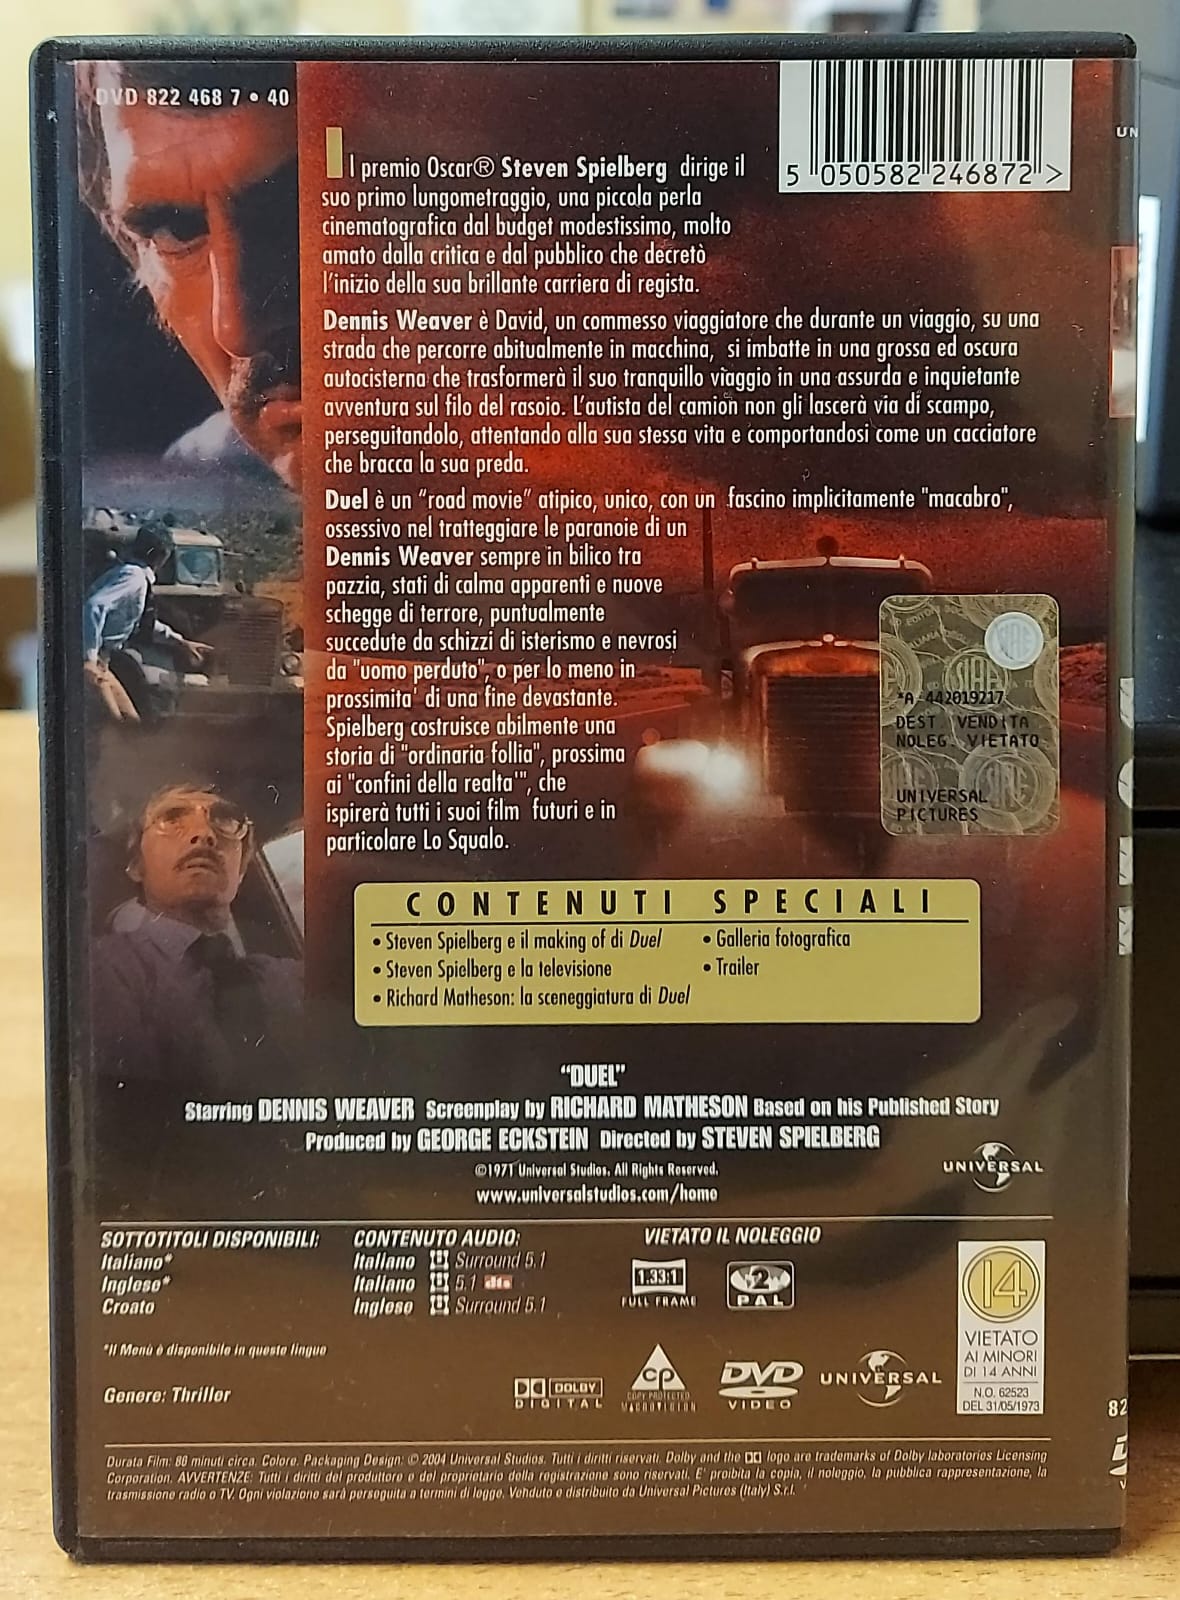 DVD 822 468 7 • 40
5 050582 246872 >
Il premio Oscar® Steven Spielberg dirige il
suo primo lungometraggio, una piccola perla
cinematografica dal budget modestissimo, molto
amato dalla critica e dal pubblico che decretò
l'inizio della sua brillante carriera di regista.
Dennis Weaver è David, un commesso viaggiatore che durante un viaggio, su una
strada che percorre abitualmente in macchina, si imbatte in una grossa ed oscura
autocisterna che trasformerà il suo tranquillo viaggio in una assurda e inquietante
avventura sul filo del rasoio. L'autista del camion non gli lascerà via di scampo,
perseguitandolo, attentando alla sua stessa vita e comportandosi come un cacciatore
che bracca la sua preda.
Duel è un "road movie" atipico, unico, con un fascino implicitamente "macabro",
ossessivo nel tratteggiare le paranoie di un
Dennis Weaver sempre in bilico tra
pazzia, stati di calma apparenti e nuove
schegge di terrore, puntualmente
succedute da schizzi di isterismo e nevrosi
da "uomo perduto", o per lo meno in
prossimita' di una fine devastante.
Spielberg costruisce abilmente una
storia di "ordinaria follia", prossima
ai "confini della realta'", che
ispirerà tutti i suoi film futuri e in
particolare Lo Squalo.
SIAE
*A 442019217
DEST. VENDITA
NOLEG. VIETATO
UNIVERSAL
PICTURES
CONTENUTI SPECIALI
• Steven Spielberg e il making of di Duel
• Steven Spielberg e la televisione
• Richard Matheson: la sceneggiatura di Duel
• Galleria fotografica
• Trailer
"DUEL"
Starring DENNIS WEAVER Screenplay by RICHARD MATHESON Based on his Published Story
Produced by GEORGE ECKSTEIN Directed by STEVEN SPIELBERG
©1971 Universal Studios. All Rights Reserved.
www.universalstudios.com/home
UNIVERSAL
SOTTOTITOLI DISPONIBILI:
Italiano*
Inglese*
Croato
CONTENUTO AUDIO:
Italiano Surround 5.1
Italiano 5.1 dts
Inglese Surround 5.1
VIETATO IL NOLEGGIO
1.33:1
FULL FRAME
2
PAL
*Il Menù è disponibile in queste lingue
Genere: Thriller
DOLBY
DIGITAL
CP
COPY PROTECTED
MACROVISION
DVD
VIDEO
UNIVERSAL
14
VIETATO
AI MINORI
DI 14 ANNI
N.O. 62523
DEL 31/05/1973
Durata Film: 88 minuti circa. Colore. Packaging Design: © 2004 Universal Studios. Tutti i diritti riservati. Dolby and the logo are trademarks of Dolby laboratories Licensing
Corporation. AVVERTENZE: Tutti i diritti del produttore e del proprietario della registrazione sono riservati. E' proibita la copia, il noleggio, la pubblica rappresentazione, la
trasmissione radio o TV. Ogni violazione sarà perseguita a termini di legge. Venduto e distribuito da Universal Pictures (Italy) S.r.l.
UN
82